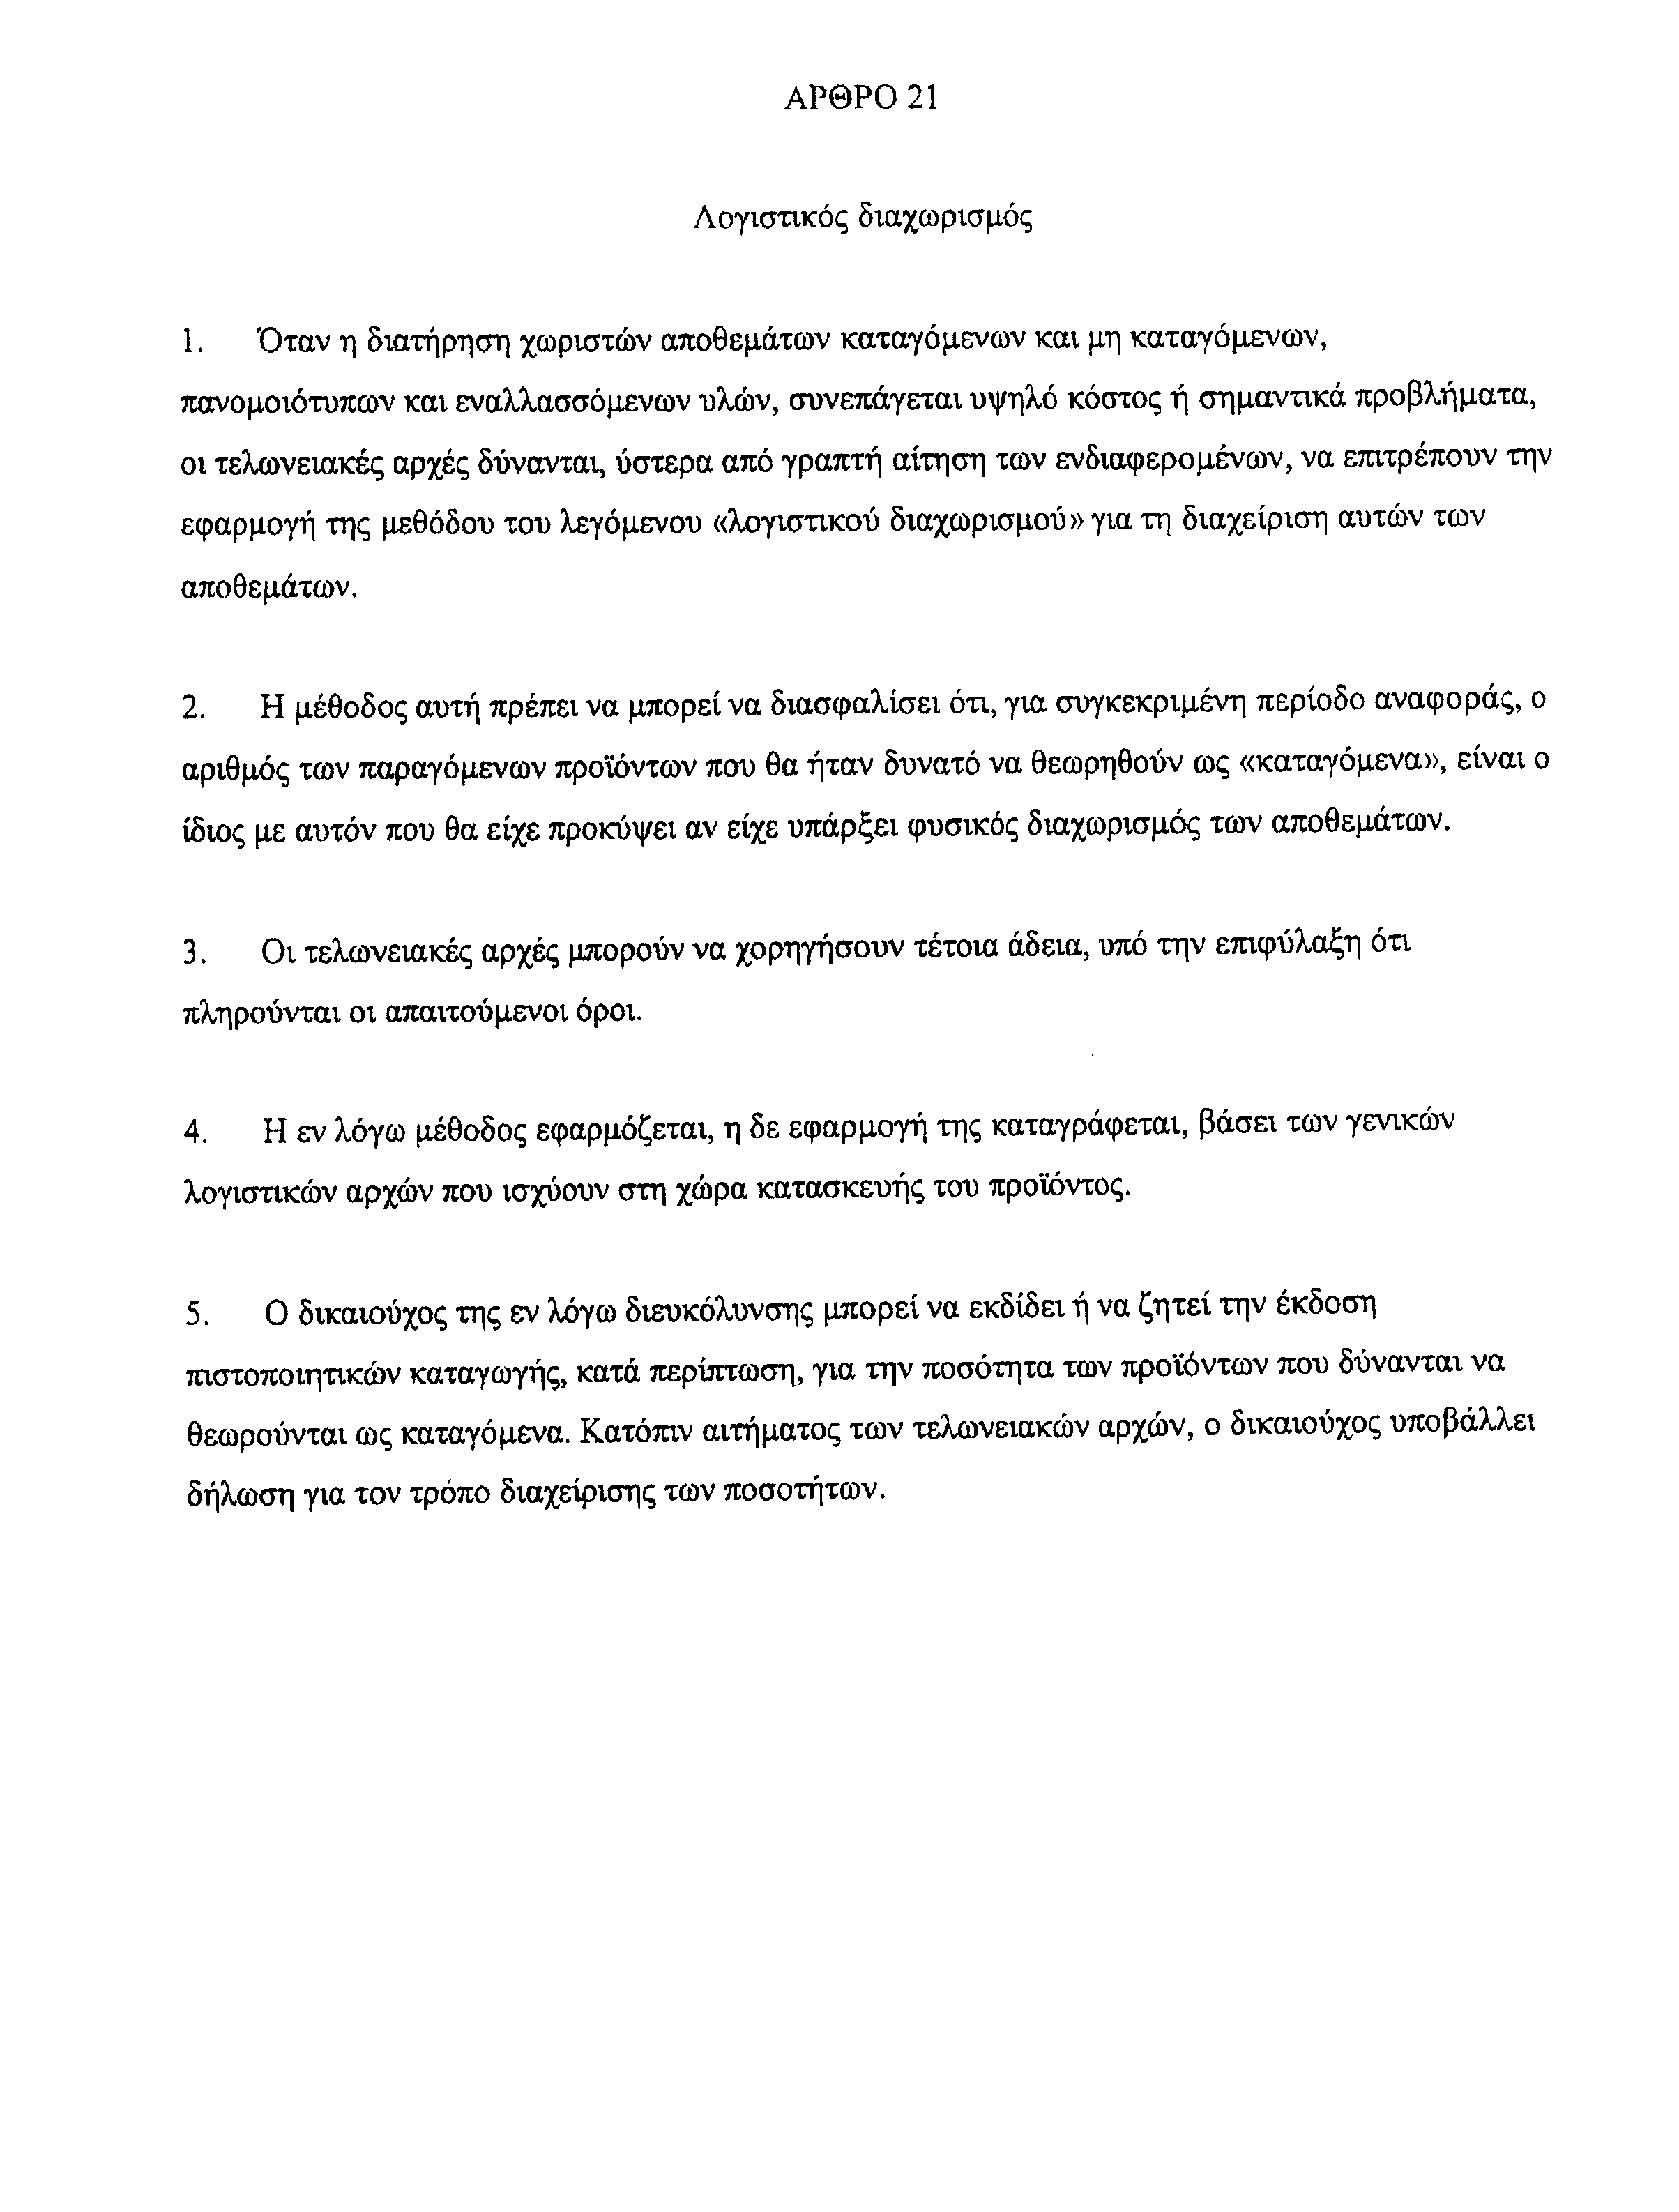 ΑΡΘΡΟ 21
Λογιστικός διαχωρισμός
1. Όταν η διατήρηση χωριστών αποθεμάτων καταγόμενων και μη καταγόμενων,
πανομοιότυπων και εναλλασσόμενων υλών, συνεπάγεται υψηλό κόστος ή σημαντικά προβλήματα,
οι τελωνειακές αρχές δύνανται, ύστερα από γραπτή αίτηση των ενδιαφερομένων, να επιτρέπουν την
εφαρμογή της μεθόδου του λεγόμενου «λογιστικού διαχωρισμού» για τη διαχείριση αυτών των
αποθεμάτων.
2. Η μέθοδος αυτή πρέπει να μπορεί να διασφαλίσει ότι, για συγκεκριμένη περίοδο αναφοράς, ο
αριθμός των παραγόμενων προϊόντων που θα ήταν δυνατό να θεωρηθούν ως «καταγόμενα», είναι ο
ίδιος με αυτόν που θα είχε προκύψει αν είχε υπάρξει φυσικός διαχωρισμός των αποθεμάτων.
3. Οι τελωνειακές αρχές μπορούν να χορηγήσουν τέτοια άδεια, υπό την επιφύλαξη ότι
πληρούνται οι απαιτούμενοι όροι.
4. Η εν λόγω μέθοδος εφαρμόζεται, η δε εφαρμογή της καταγράφεται, βάσει των γενικών
λογιστικών αρχών που ισχύουν στη χώρα κατασκευής του προϊόντος.
5. Ο δικαιούχος της εν λόγω διευκόλυνσης μπορεί να εκδίδει ή να ζητεί την έκδοση
πιστοποιητικών καταγωγής, κατά περίπτωση, για την ποσότητα των προϊόντων που δύνανται να
θεωρούνται ως καταγόμενα. Κατόπιν αιτήματος των τελωνειακών αρχών, ο δικαιούχος υποβάλλει
δήλωση για τον τρόπο διαχείρισης των ποσοτήτων.